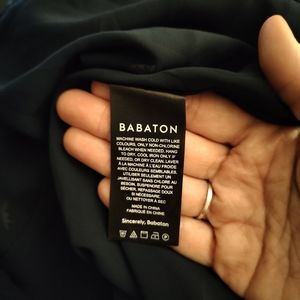 BABATON
MACHINE WASH COLD WITH LIKE
COLOURS. ONLY NON-CHLORINE
BLEACH WHEN NEEDED. HANG
TO DRY. COOL IRON ONLY IF
NEEDED, OR DRY CLEAN. LAVER
À LA MACHINE À L'EAU FROIDE
AVEC COULEURS SEMBLABLES.
UTILISER SEULEMENT UN
JAVELLISANT SANS CHLORE AU
BESOIN. SUSPENDRE POUR
SÉCHER. REPASSAGE DOUX
SI NÉCESSAIRE,
OU NETTOYER À SEC
MADE IN CHINA
FABRIQUÉ EN CHINE
Sincerely, Babaton